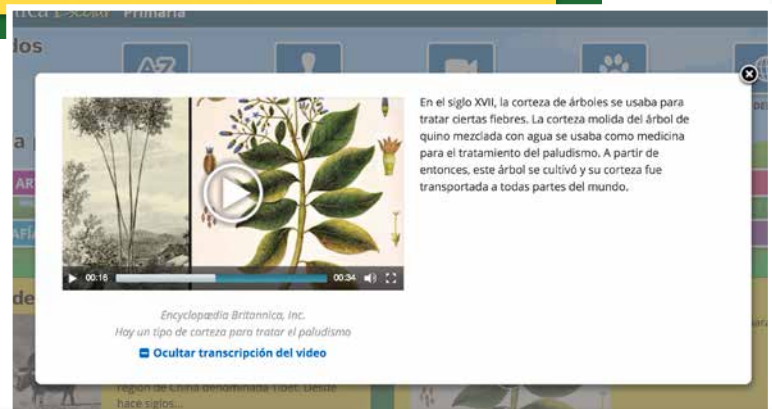 Escolar Primaria
dos
AZ
En el siglo XVII, la corteza de árboles se usaba para
tratar ciertas fiebres. La corteza molida del árbol de
quino mezclada con agua se usaba como medicina
para el tratamiento del paludismo. A partir de
entonces, este árbol se cultivó y su corteza fue
transportada a todas partes del mundo.
00:16
00:34
Encyclopædia Britannica, Inc.
Hay un tipo de corteza para tratar el paludismo
Ocultar transcripción del video
de
región de China denominada Tíbet. Desde
hace siglos...